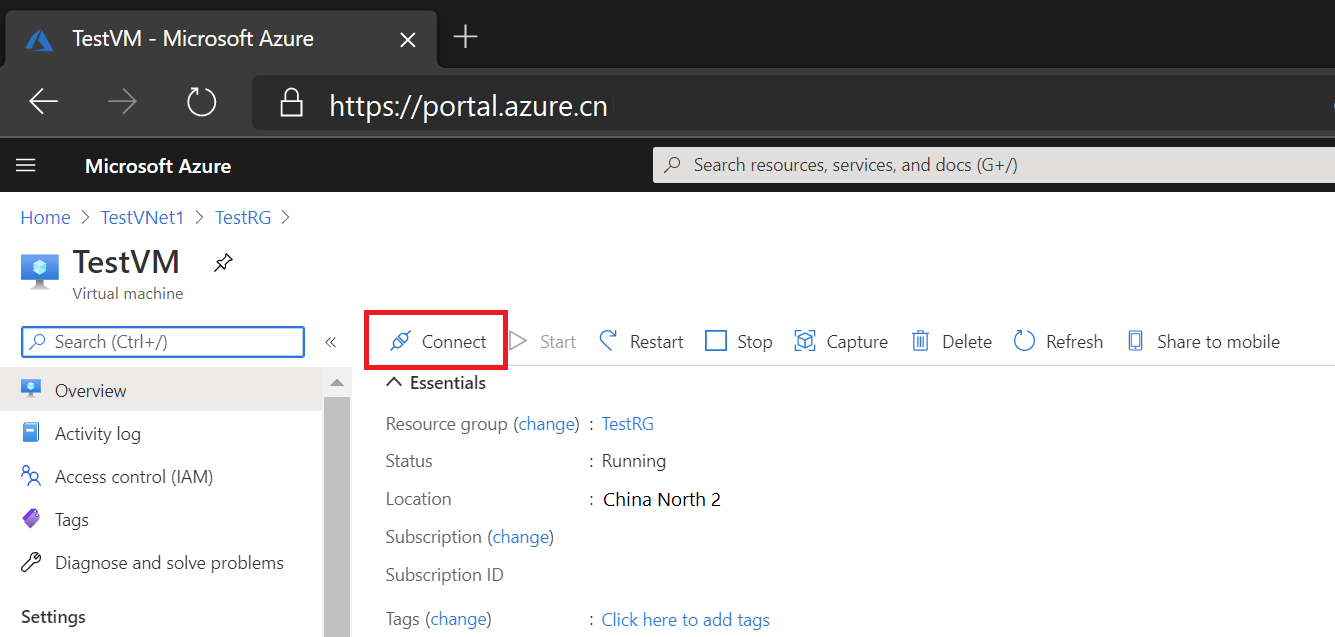 TestVM - Microsoft Azure
https://portal.azure.cn
Microsoft Azure
Search resources, services, and docs (G+/)
Home > TestVNet1 > TestRG >
TestVM
Virtual machine
Search (Ctrl+/)
«
Connect Start Restart Stop Capture Delete Refresh Share to mobile
Overview
Activity log
Access control (IAM)
Tags
Diagnose and solve problems
Settings
Essentials
Resource group (change) : TestRG
Status : Running
Location : China North 2
Subscription (change)
Subscription ID
Tags (change) : Click here to add tags